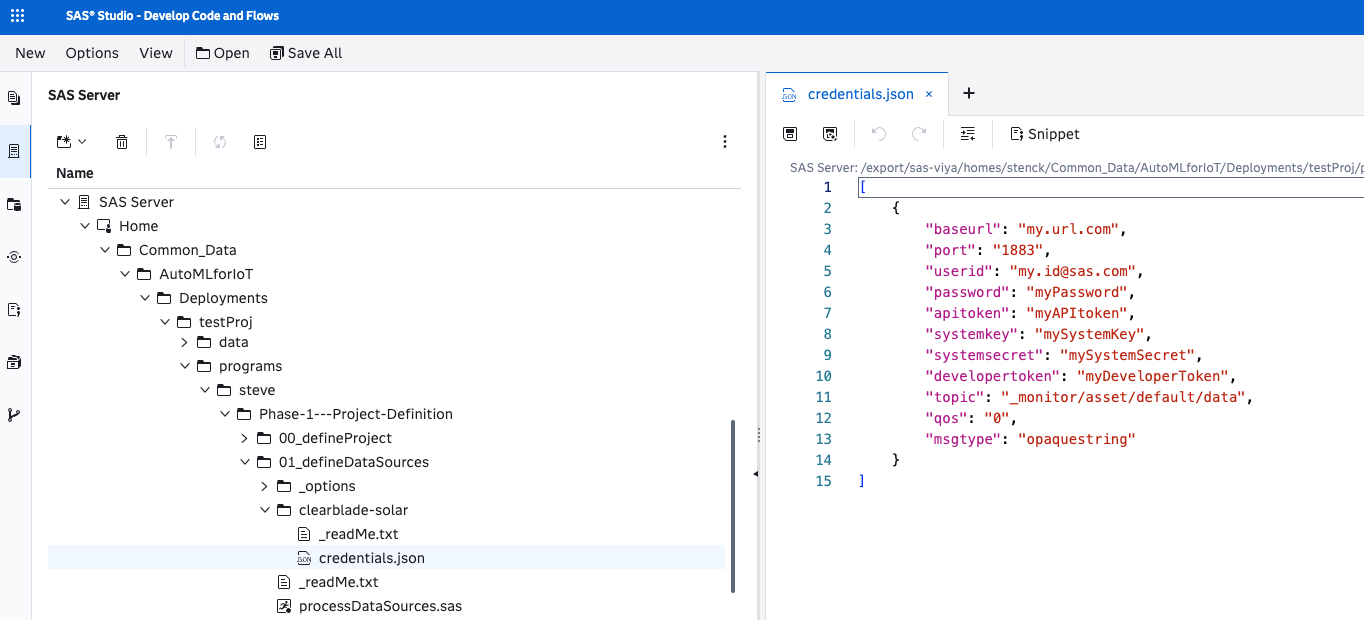 SAS® Studio - Develop Code and Flows
New Options View Open Save All
SAS Server
Name
SAS Server
Home
Common_Data
AutoMLforIoT
Deployments
testProj
data
programs
steve
Phase-1---Project-Definition
00_defineProject
01_defineDataSources
_options
clearblade-solar
_readMe.txt
JSON credentials.json
_readMe.txt
processDataSources.sas
JSON credentials.json × +
Snippet
SAS Server: /export/sas-viya/homes/stenck/Common_Data/AutoMLforIoT/Deployments/testProj/p
1 [
2 {
3 "baseurl": "my.url.com",
4 "port": "1883",
5 "userid": "my.id@sas.com",
6 "password": "myPassword",
7 "apitoken": "myAPItoken",
8 "systemkey": "mySystemKey",
9 "systemsecret": "mySystemSecret",
10 "developertoken": "myDeveloperToken",
11 "topic": "_monitor/asset/default/data",
12 "qos": "0",
13 "msgtype": "opaquestring"
14 }
15 ]